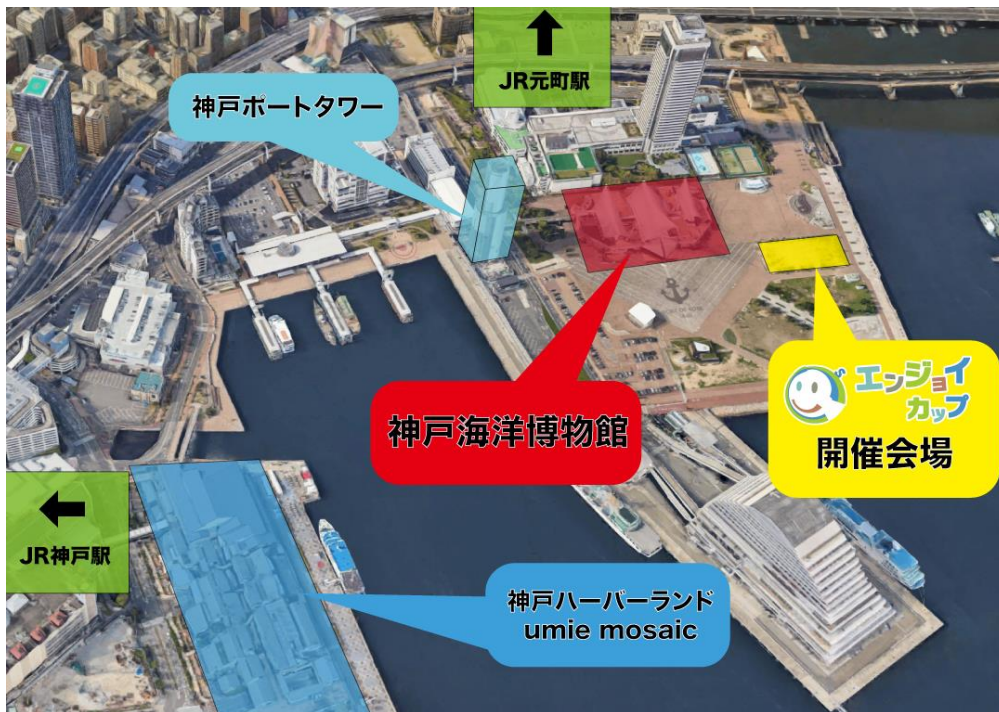 JR元町駅
神戸ポートタワー
神戸海洋博物館
エンジョイ
カップ
開催会場
JR神戸駅
神戸ハーバーランド
umie mosaic